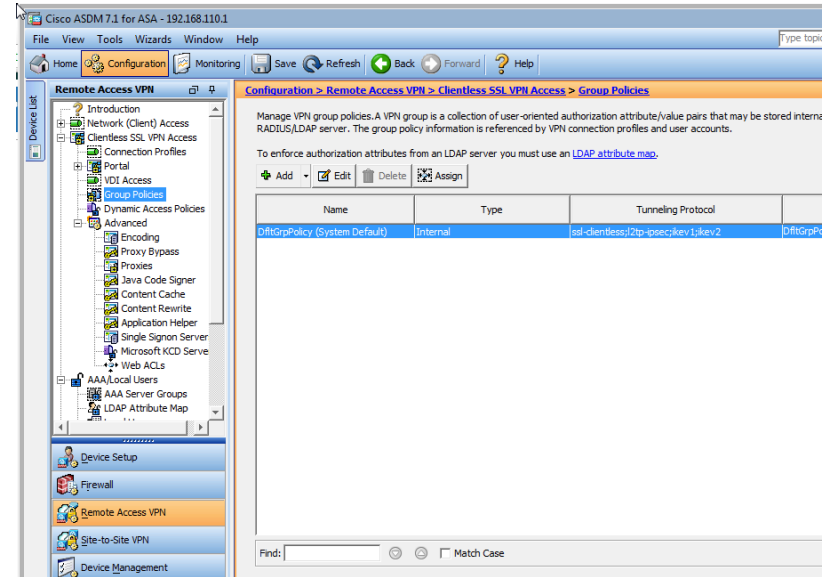 Cisco ASDM 7.1 for ASA - 192.168.110.1
File View Tools Wizards Window Help
Type topic
Home Configuration Monitoring Save Refresh Back Forward Help
Device List
Remote Access VPN
Introduction
Network (Client) Access
Clientless SSL VPN Access
Connection Profiles
Portal
VDI Access
Group Policies
Dynamic Access Policies
Advanced
Encoding
Proxy Bypass
Proxies
Java Code Signer
Content Cache
Content Rewrite
Application Helper
Single Signon Server
Microsoft KCD Serve
Web ACLs
AAA/Local Users
AAA Server Groups
LDAP Attribute Map
Device Setup
Firewall
Remote Access VPN
Site-to-Site VPN
Device Management
Configuration > Remote Access VPN > Clientless SSL VPN Access > Group Policies
Manage VPN group policies.A VPN group is a collection of user-oriented authorization attribute/value pairs that may be stored interna
RADIUS/LDAP server. The group policy information is referenced by VPN connection profiles and user accounts.
To enforce authorization attributes from an LDAP server you must use an LDAP attribute map.
Add Edit Delete Assign
Name Type Tunneling Protocol
DfltGrpPolicy (System Default) Internal ssl-clientless;l2tp-ipsec;ikev1;ikev2 DfltGrpPo
Find: Match Case